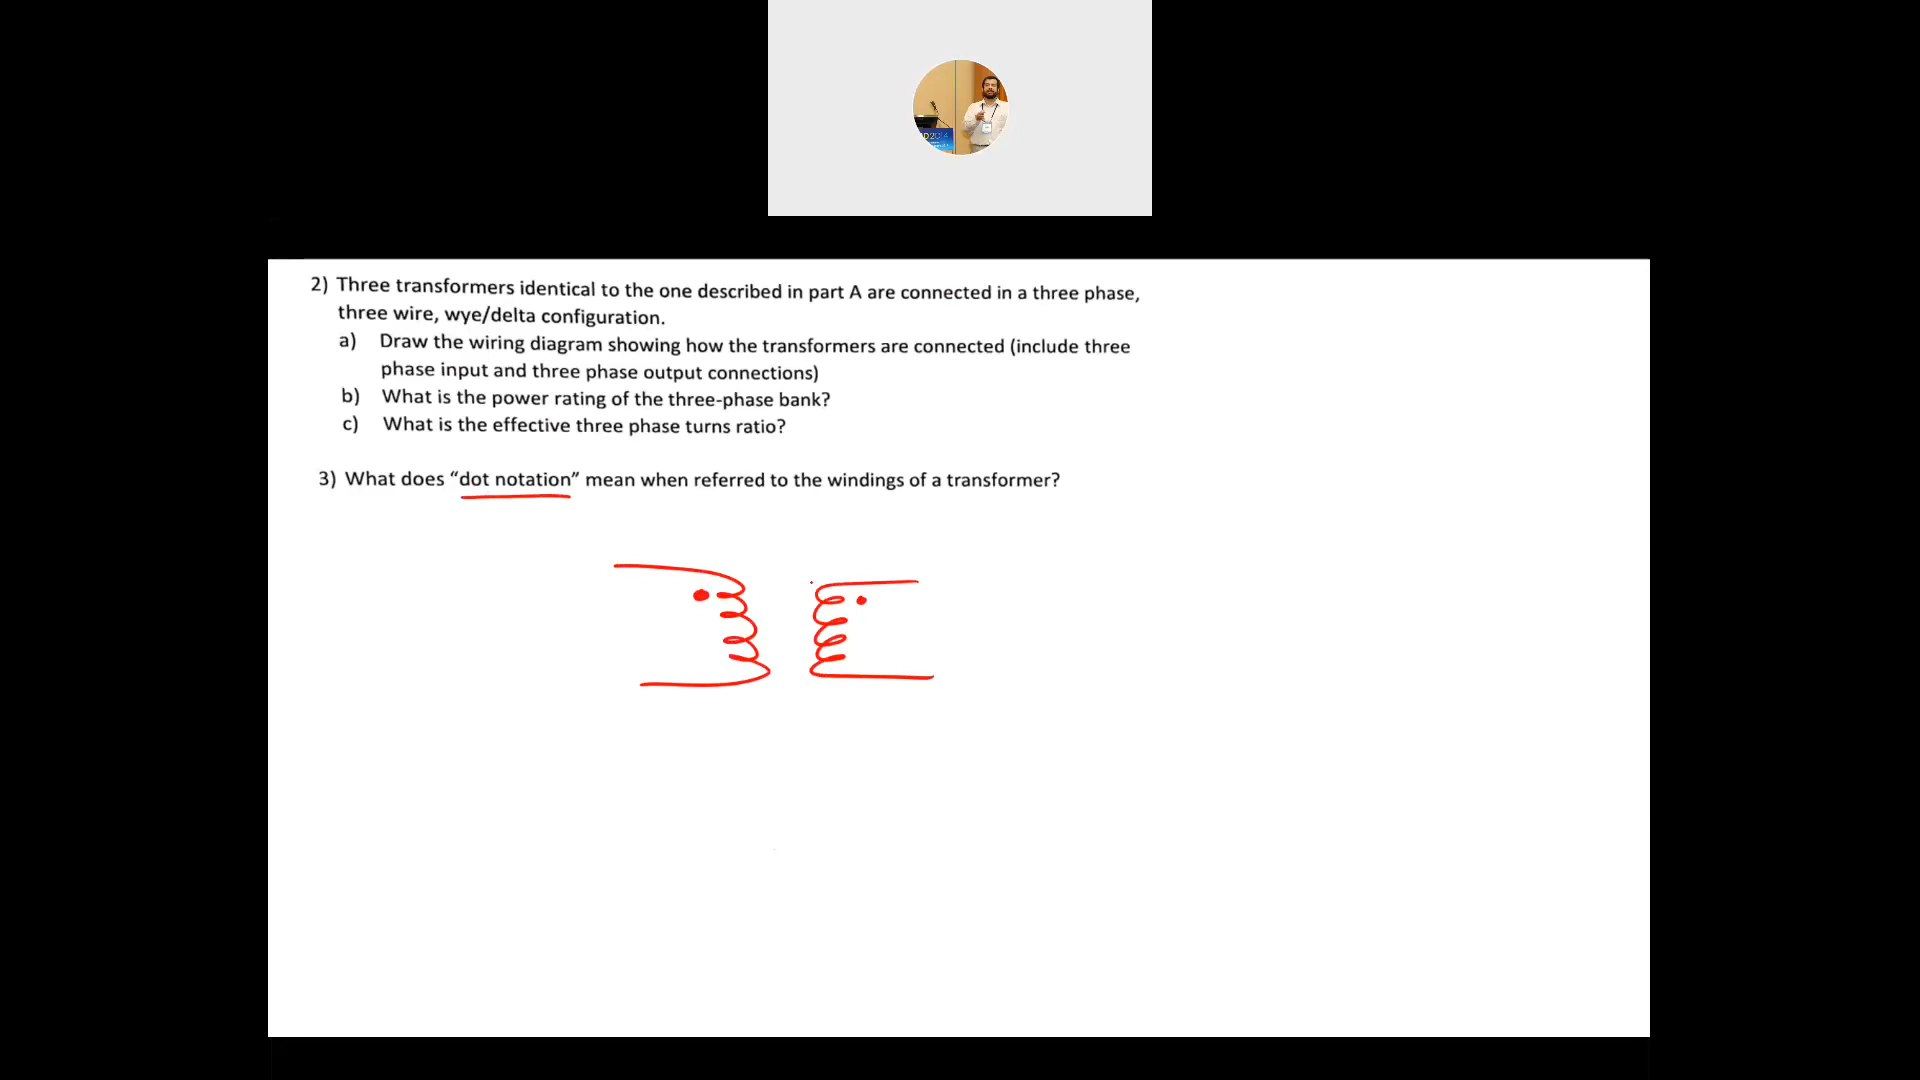 D2014
2) Three transformers identical to the one described in part A are connected in a three phase,
three wire, wye/delta configuration.
a) Draw the wiring diagram showing how the transformers are connected (include three
phase input and three phase output connections)
b) What is the power rating of the three-phase bank?
c) What is the effective three phase turns ratio?
3) What does “dot notation” mean when referred to the windings of a transformer?